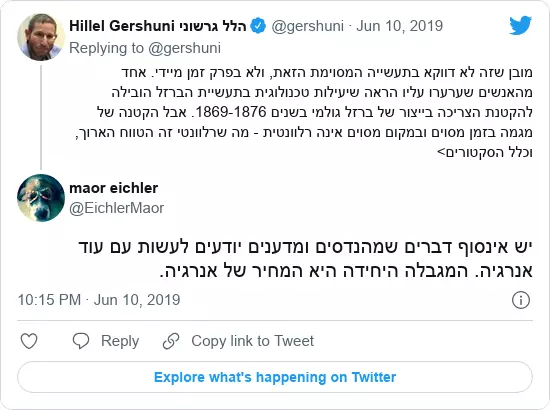 Hillel Gershuni הלל גרשוני @gershuni · Jun 10, 2019
Replying to @gershuni
מובן שזה לא דווקא בתעשייה המסוימת הזאת, ולא בפרק זמן מיידי. אחד
מהאנשים שערערו עליו הראה שיעילות טכנולוגית בתעשיית הברזל הובילה
להקטנת הצריכה בייצור של ברזל גולמי בשנים 1869-1876. אבל הקטנה של
מגמה בזמן מסוים ובמקום מסוים אינה רלוונטית - מה שרלוונטי זה הטווח הארוך,
וכלל הסקטורים>
maor eichler
@EichlerMaor
יש אינסוף דברים שמהנדסים ומדענים יודעים לעשות עם עוד
אנרגיה. המגבלה היחידה היא המחיר של אנרגיה.
10:15 PM · Jun 10, 2019
Reply
Copy link to Tweet
Explore what's happening on Twitter